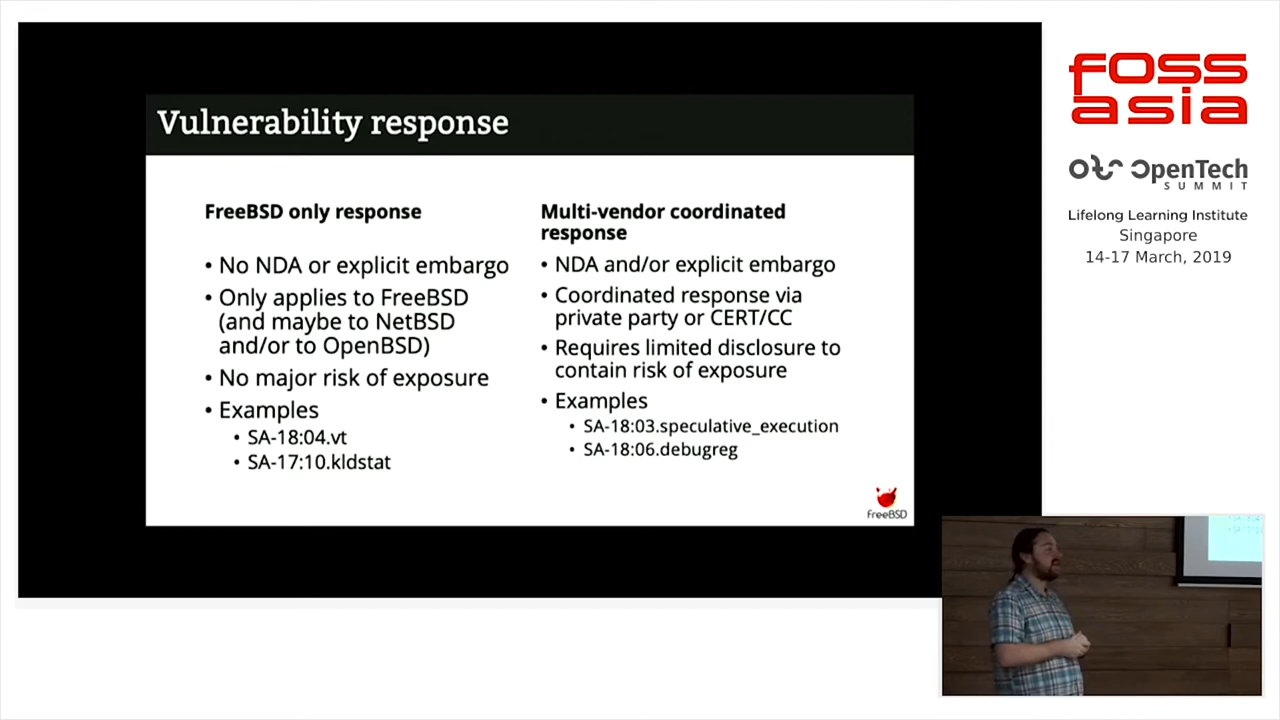 Vulnerability response
FreeBSD only response
• No NDA or explicit embargo
• Only applies to FreeBSD
(and maybe to NetBSD
and/or to OpenBSD)
• No major risk of exposure
• Examples
• SA-18:04.vt
• SA-17:10.kldstat
Multi-vendor coordinated
response
• NDA and/or explicit embargo
• Coordinated response via
private party or CERT/CC
• Requires limited disclosure to
contain risk of exposure
• Examples
• SA-18:03.speculative_execution
• SA-18:06.debugreg
FreeBSD
foss
asia
OpenTech
SUMMIT
Lifelong Learning Institute
Singapore
14-17 March, 2019